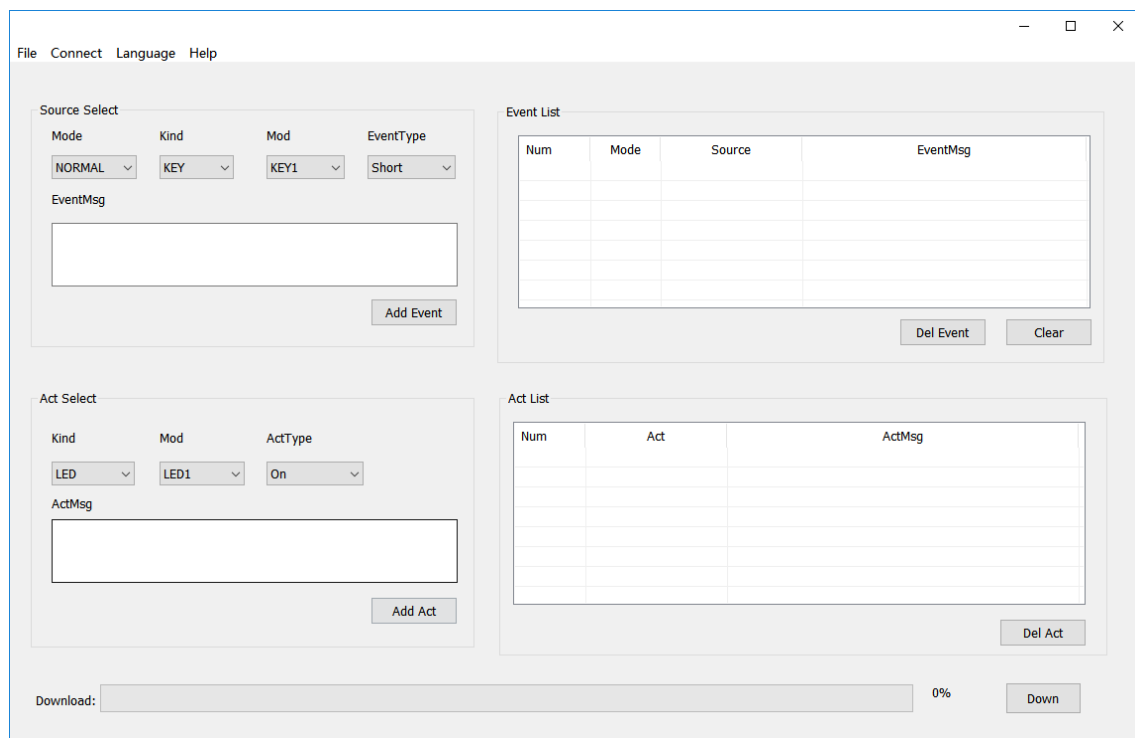 File Connect Language Help
Source Select
Mode Kind Mod EventType
NORMAL KEY KEY1 Short
EventMsg
Add Event
Event List
Num Mode Source EventMsg
Del Event Clear
Act Select
Kind Mod ActType
LED LED1 On
ActMsg
Add Act
Act List
Num Act ActMsg
Del Act
Download: 0% Down